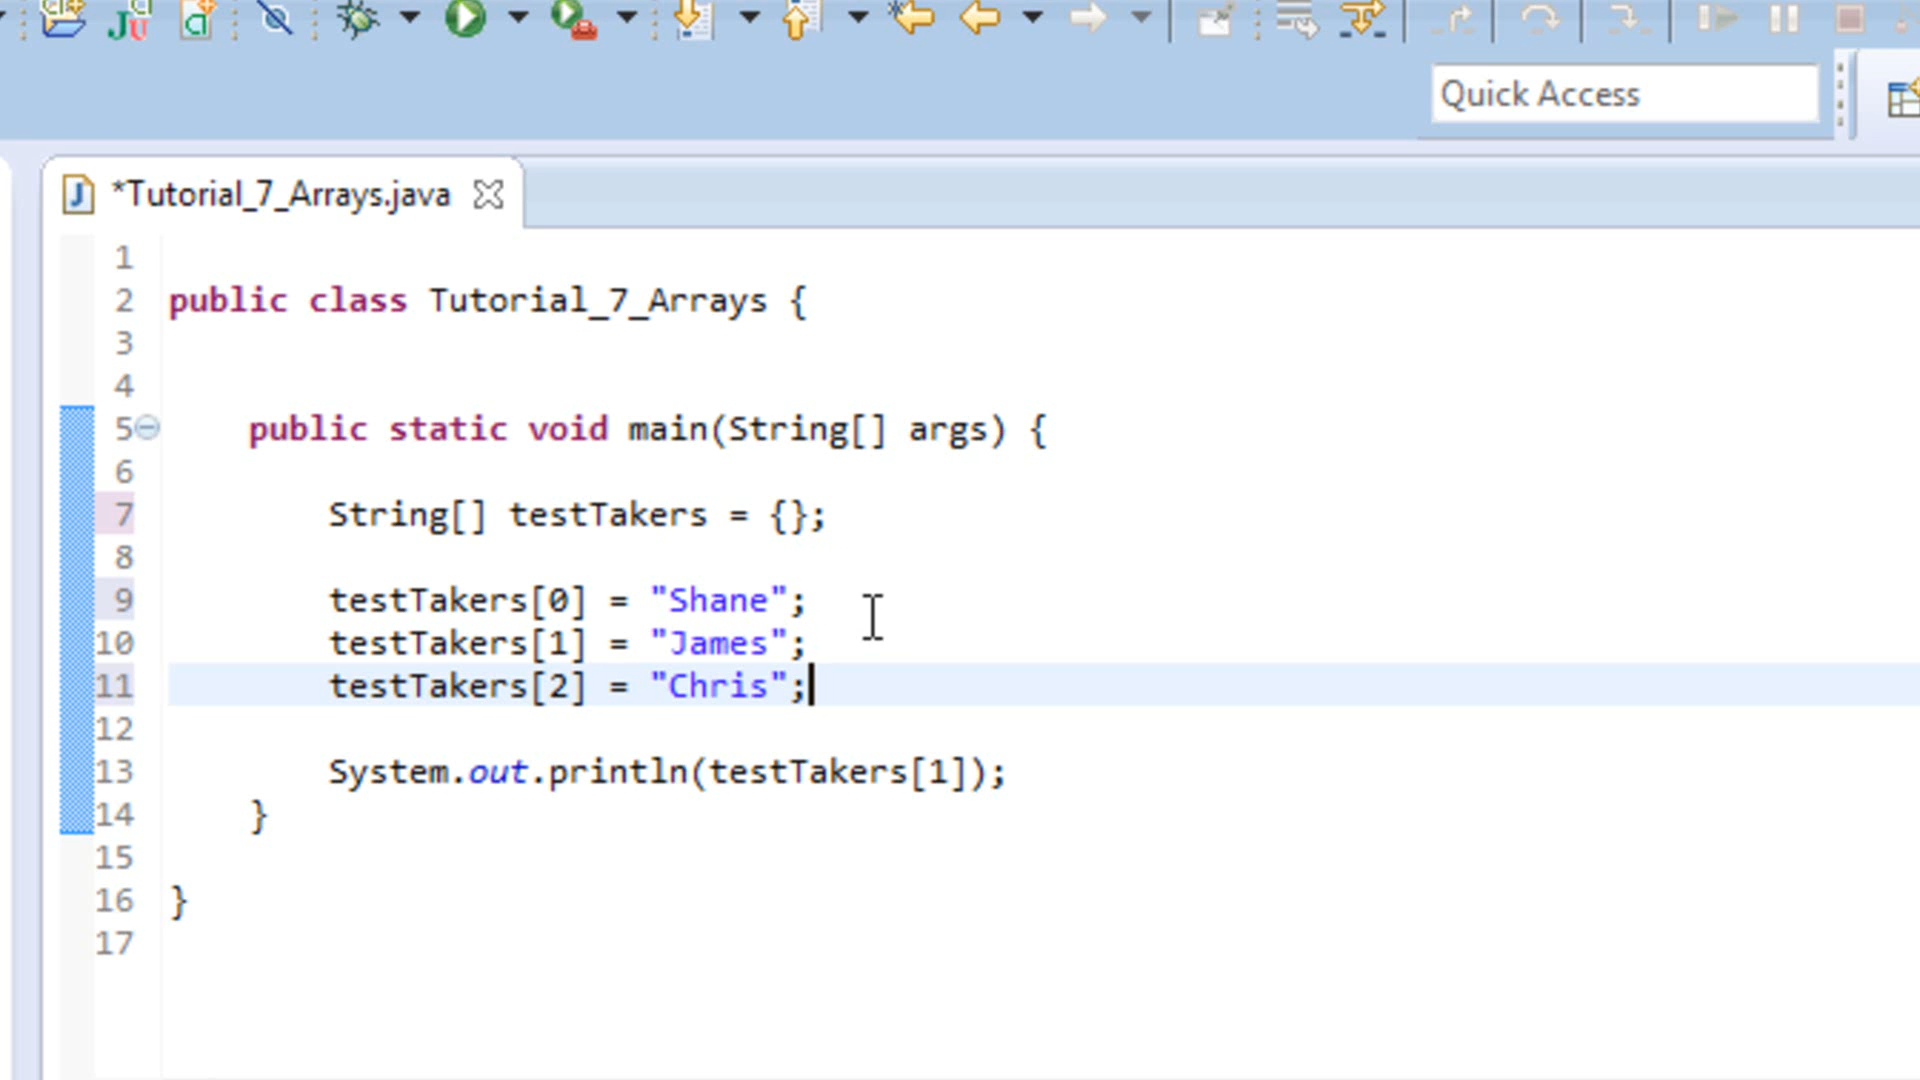 Quick Access
*Tutorial_7_Arrays.java
1
2 public class Tutorial_7_Arrays {
3
4
5 public static void main(String[] args) {
6
7 String[] testTakers = {};
8
9 testTakers[0] = "Shane";
10 testTakers[1] = "James";
11 testTakers[2] = "Chris";
12
13 System.out.println(testTakers[1]);
14 }
15
16 }
17